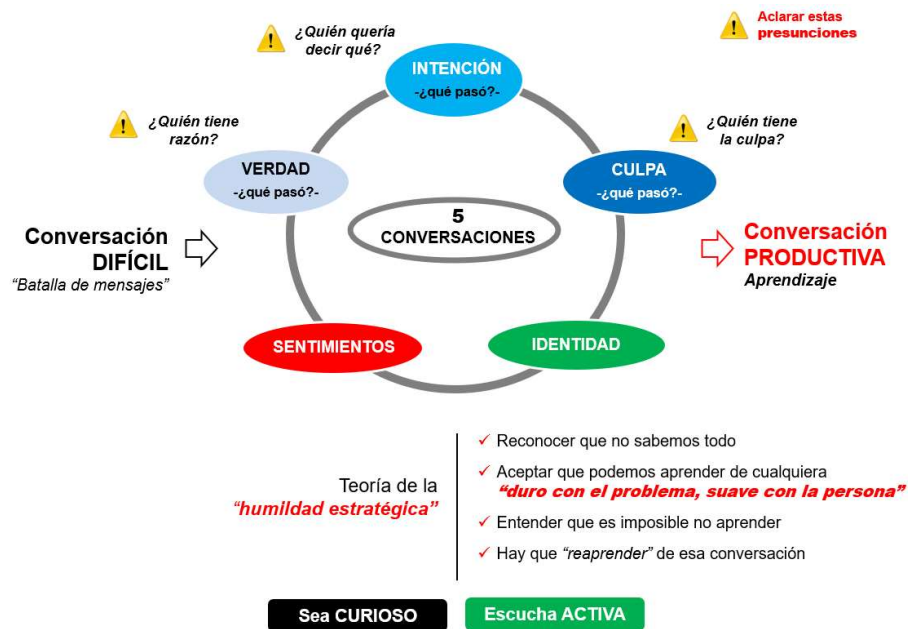 ¿Quién quería
decir qué?
Aclarar estas
presunciones
INTENCIÓN
-¿qué pasó?-
¿Quién tiene
razón?
¿Quién tiene
la culpa?
VERDAD
-¿qué pasó?-
CULPA
-¿qué pasó?-
5
CONVERSACIONES
Conversación
DIFÍCIL
“Batalla de mensajes”
Conversación
PRODUCTIVA
Aprendizaje
SENTIMIENTOS
IDENTIDAD
Teoría de la
“humildad estratégica”
Reconocer que no sabemos todo
Aceptar que podemos aprender de cualquiera
“duro con el problema, suave con la persona”
Entender que es imposible no aprender
Hay que “reaprender” de esa conversación
Sea CURIOSO
Escucha ACTIVA